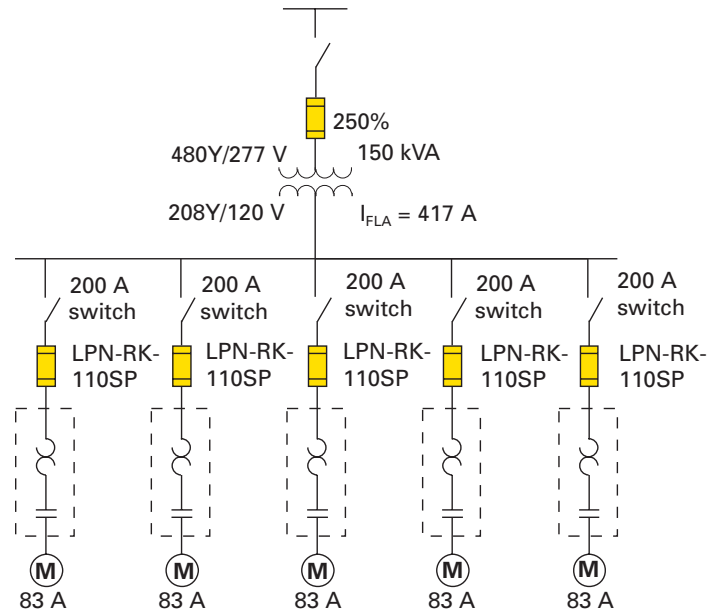 250%
480Y/277 V
150 kVA
208Y/120 V
I_FLA = 417 A
200 A
switch
200 A
switch
200 A
switch
200 A
switch
200 A
switch
LPN-RK-
110SP
LPN-RK-
110SP
LPN-RK-
110SP
LPN-RK-
110SP
LPN-RK-
110SP
M
M
M
M
M
83 A
83 A
83 A
83 A
83 A